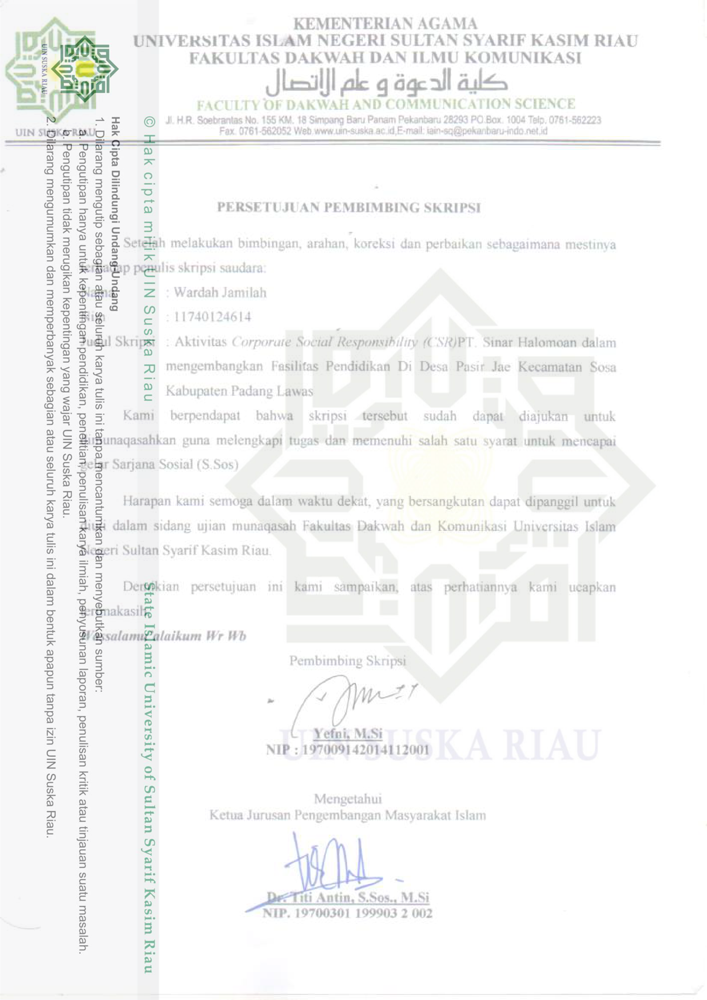 KEMENTERIAN AGAMA
UNIVERSITAS ISLAM NEGERI SULTAN SYARIF KASIM RIAU
FAKULTAS DAKWAH DAN ILMU KOMUNIKASI
كلية الدعوة و علم الاتصال
FACULTY OF DAKWAH AND COMMUNICATION SCIENCE
Jl. H.R. Soebrantas No. 155 KM. 18 Simpang Baru Panam Pekanbaru 28293 PO.Box. 1004 Telp. 0761-562223
Fax. 0761-562052 Web.www.uin-suska.ac.id,E-mail: iain-sq@pekanbaru-indo.net.id
UIN SUSKA RIAU
PERSETUJUAN PEMBIMBING SKRIPSI
Setelah melakukan bimbingan, arahan, koreksi dan perbaikan sebagaimana mestinya
terhadap penulis skripsi saudara:
Nama : Wardah Jamilah
Nim : 11740124614
Judul Skripsi : Aktivitas Corporate Social Responsibility (CSR)PT. Sinar Halomoan dalam
mengembangkan Fasilitas Pendidikan Di Desa Pasir Jae Kecamatan Sosa
Kabupaten Padang Lawas
Kami berpendapat bahwa skripsi tersebut sudah dapat diajukan untuk
dimunaqasahkan guna melengkapi tugas dan memenuhi salah satu syarat untuk mencapai
gelar Sarjana Sosial (S.Sos)
Harapan kami semoga dalam waktu dekat, yang bersangkutan dapat dipanggil untuk
diuji dalam sidang ujian munaqasah Fakultas Dakwah dan Komunikasi Universitas Islam
Negeri Sultan Syarif Kasim Riau.
Demikian persetujuan ini kami sampaikan, atas perhatiannya kami ucapkan
terimakasih.
Wassalamu'alaikum Wr Wb
Pembimbing Skripsi
Yefni, M.Si
NIP : 197009142014112001
Mengetahui
Ketua Jurusan Pengembangan Masyarakat Islam
Dr. Titi Antin, S.Sos., M.Si
NIP. 19700301 199903 2 002
UIN SUSKA RIAU
UIN SUSKA RIAU
© Hak cipta milik UIN Suska Riau
State Islamic University of Sultan Syarif Kasim Riau
Hak Cipta Dilindungi Undang-Undang
1. Dilarang mengutip sebagian atau seluruh karya tulis ini tanpa mencantumkan dan menyebutkan sumber:
a. Pengutipan hanya untuk kepentingan pendidikan, penelitian, penulisan karya ilmiah, penyusunan laporan, penulisan kritik atau tinjauan suatu masalah.
b. Pengutipan tidak merugikan kepentingan yang wajar UIN Suska Riau.
2. Dilarang mengumumkan dan memperbanyak sebagian atau seluruh karya tulis ini dalam bentuk apapun tanpa izin UIN Suska Riau.